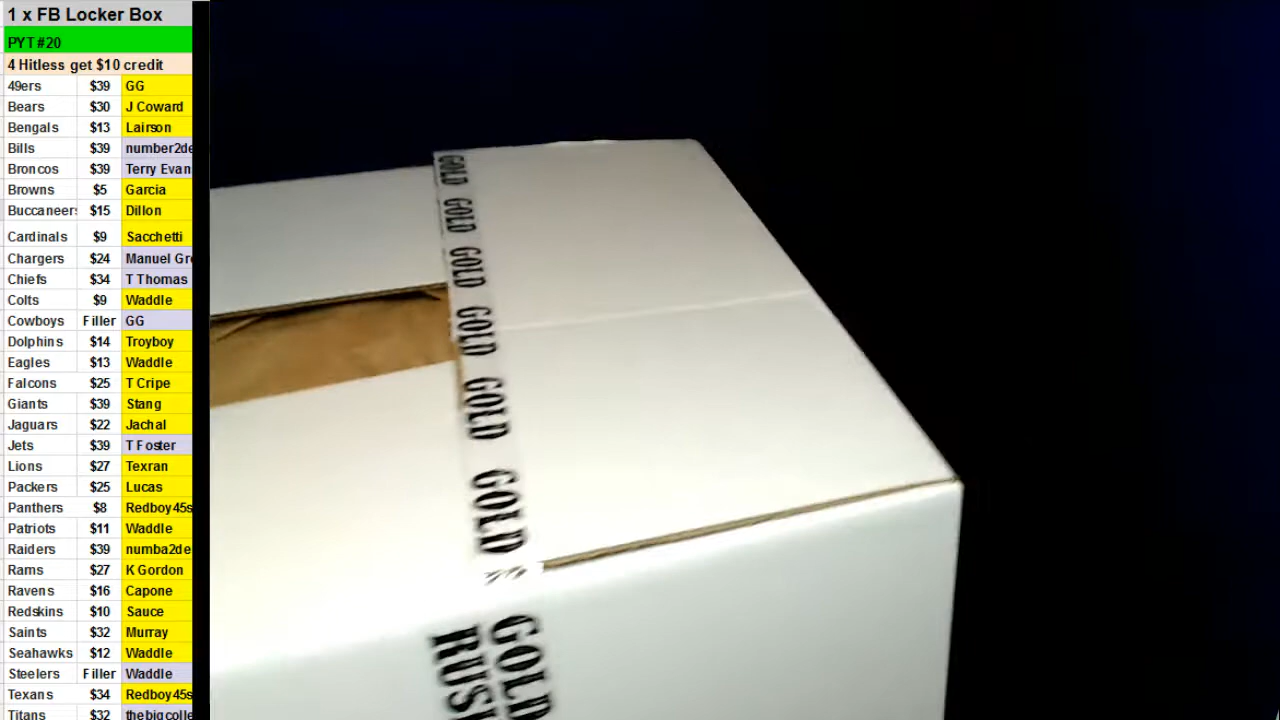 1 x FB Locker Box
PYT #20
4 Hitless get $10 credit
49ers $39 GG
Bears $30 J Coward
Bengals $13 Lairson
Bills $39 number2de
Broncos $39 Terry Evan
Browns $5 Garcia
Buccaneers $15 Dillon
Cardinals $9 Sacchetti
Chargers $24 Manuel Gr
Chiefs $34 T Thomas
Colts $9 Waddle
Cowboys Filler GG
Dolphins $14 Troyboy
Eagles $13 Waddle
Falcons $25 T Cripe
Giants $39 Stang
Jaguars $22 Jachal
Jets $39 T Foster
Lions $27 Texran
Packers $25 Lucas
Panthers $8 Redboy45s
Patriots $11 Waddle
Raiders $39 numba2de
Rams $27 K Gordon
Ravens $16 Capone
Redskins $10 Sauce
Saints $32 Murray
Seahawks $12 Waddle
Steelers Filler Waddle
Texans $34 Redboy45s
Titans $32 thebigcolle
GOLD
GOLD
GOLD
GOLD
GOLD
GOLD
GOLD
RUSH